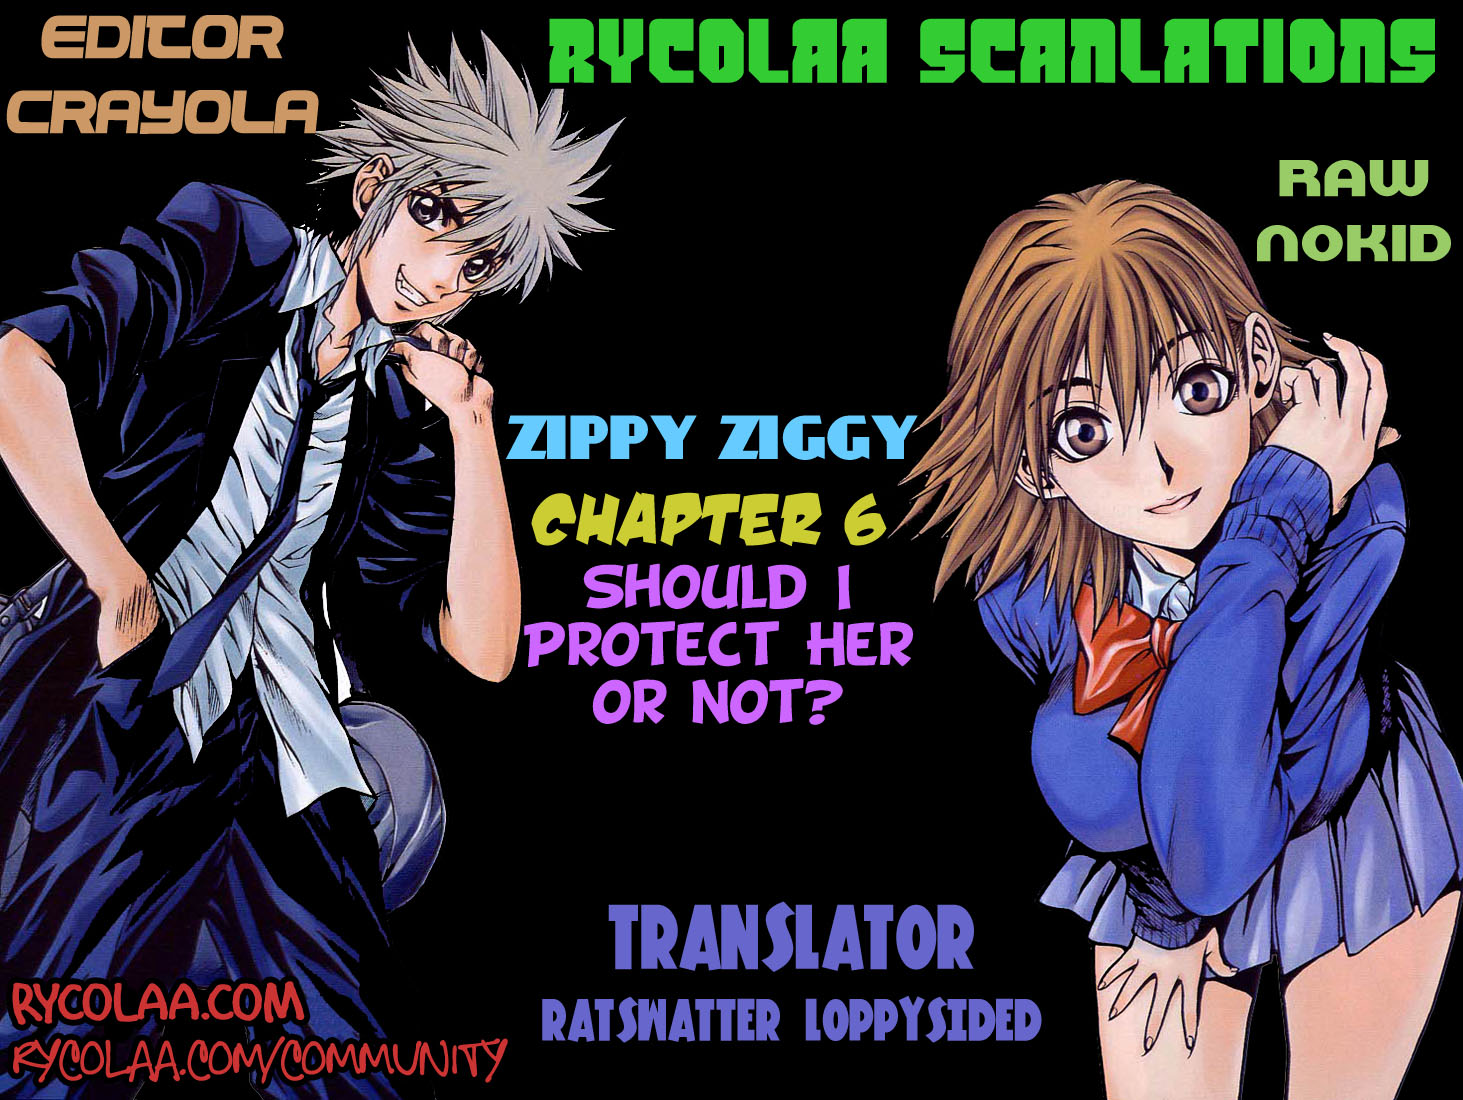 EDITOR
CRAYOLA
RYCOLAA SCANLATIONS
RAW
NOKID
ZIPPY ZIGGY
CHAPTER 6
SHOULD I
PROTECT HER
OR NOT?
TRANSLATOR
RATSWATTER LOPPYSIDED
RYCOLAA.COM
RYCOLAA.COM/COMMUNITY